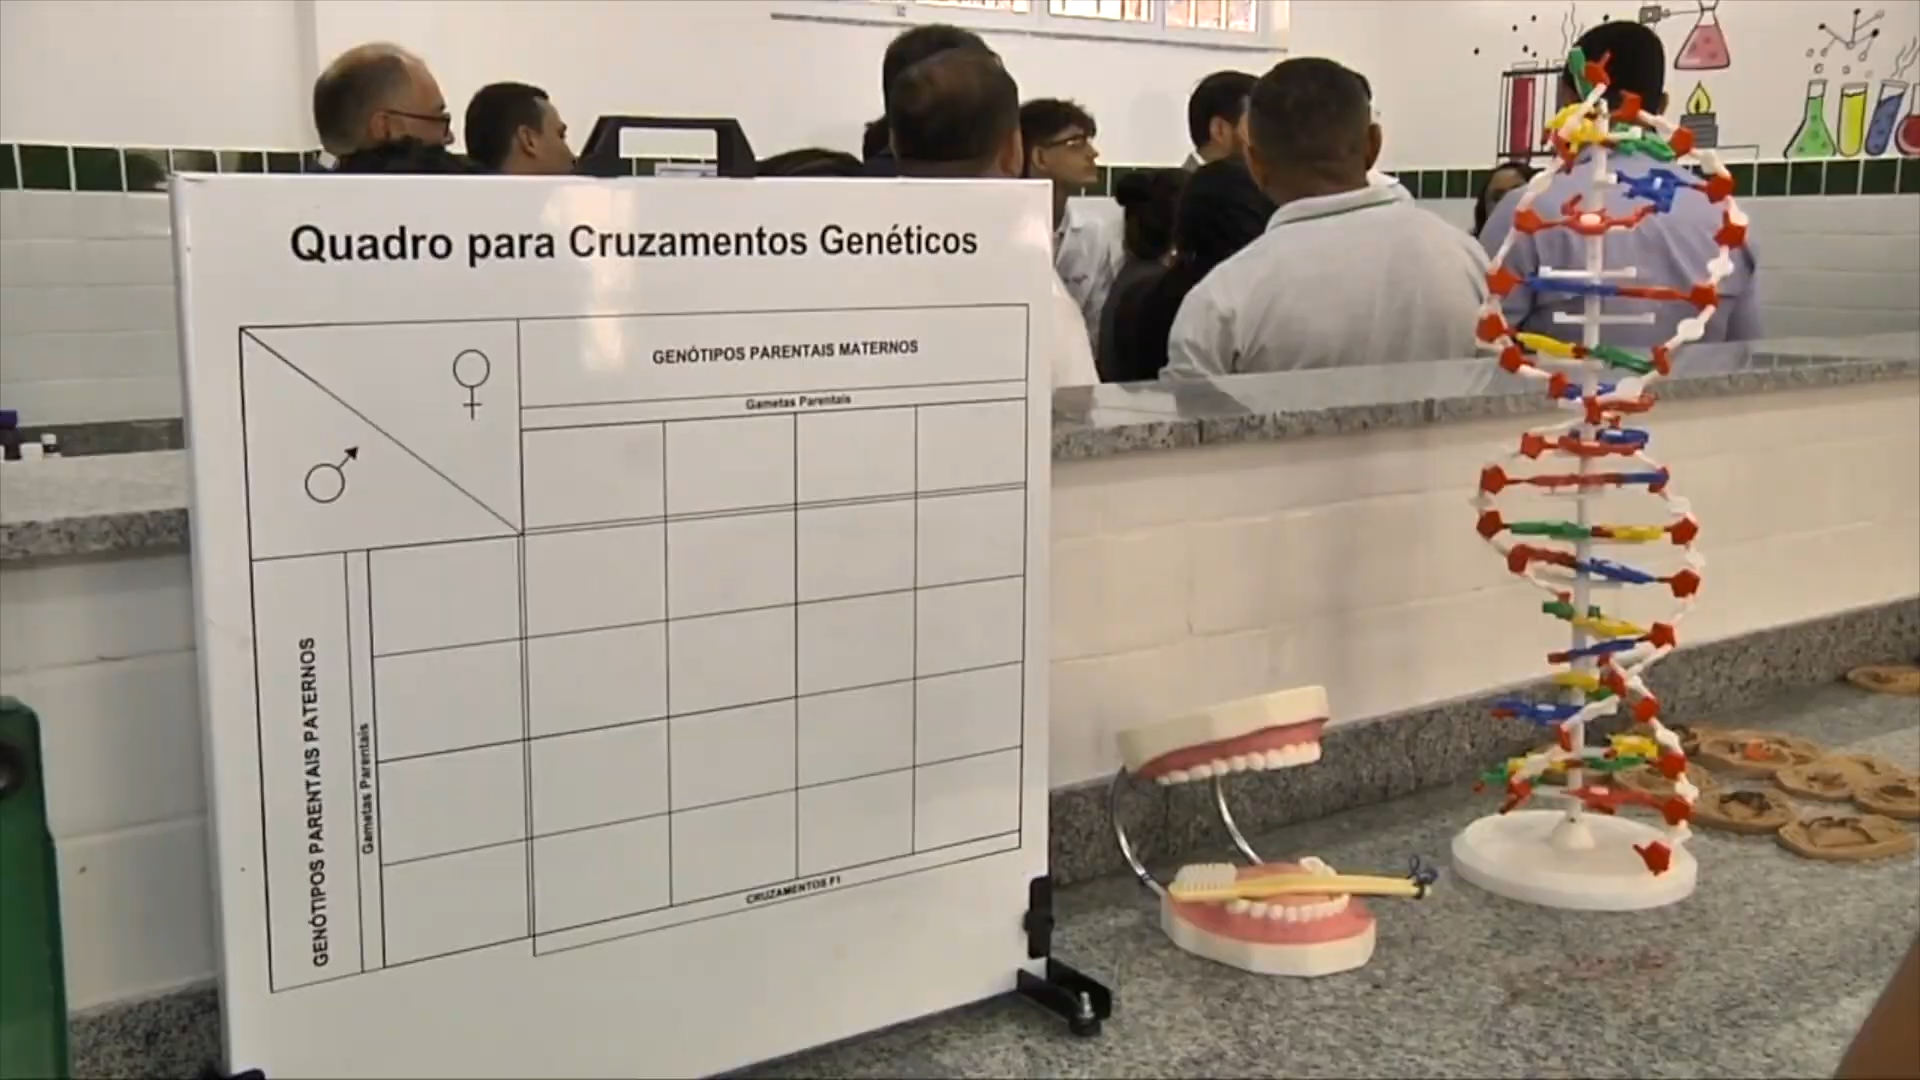 Quadro para Cruzamentos Genéticos
♀
♂
GENÓTIPOS PARENTAIS MATERNOS
Gametas Parentais
GENÓTIPOS PARENTAIS PATERNOS
Gametas Parentais
CRUZAMENTOS F1